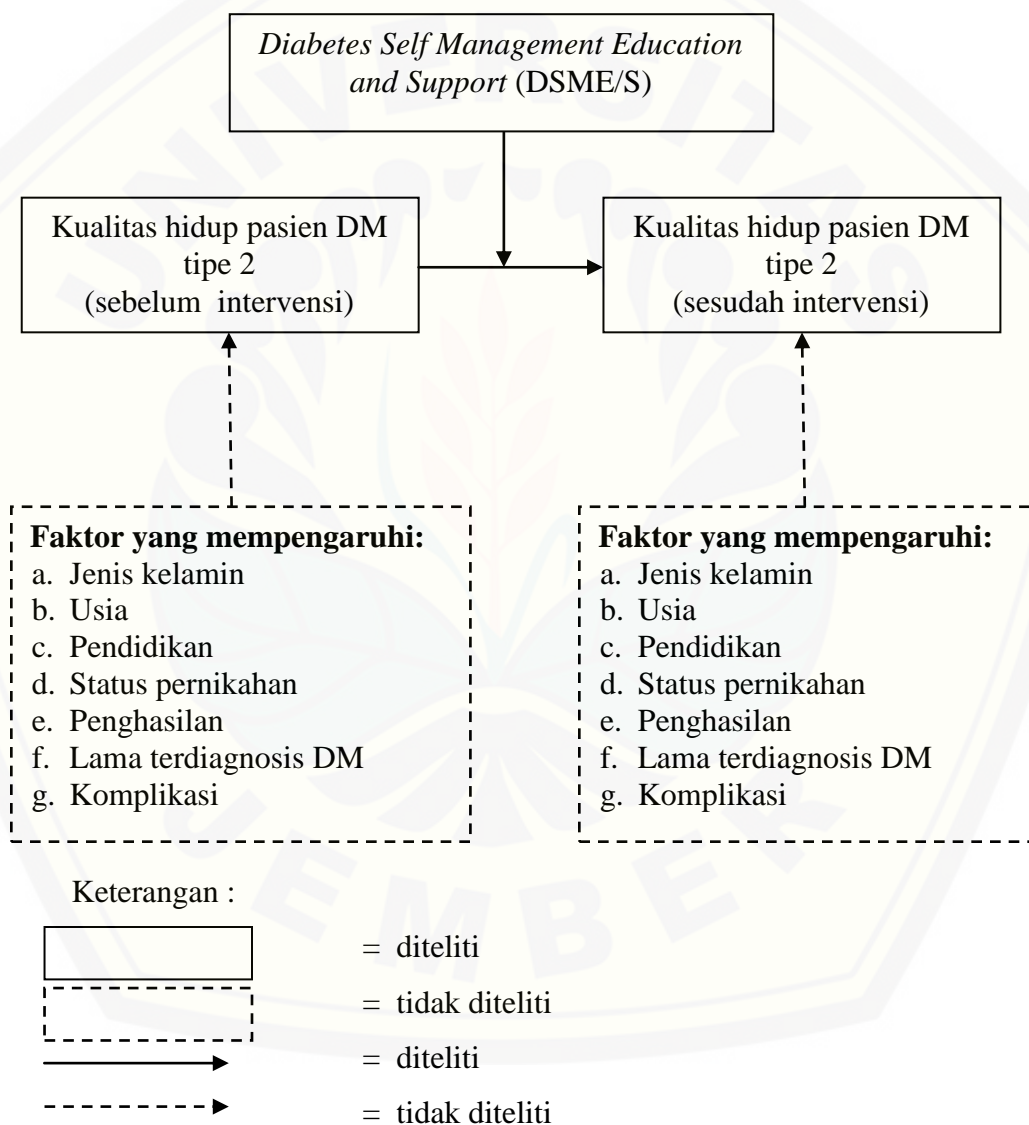 Diabetes Self Management Education
and Support (DSME/S)
Kualitas hidup pasien DM
tipe 2
(sebelum intervensi)
Kualitas hidup pasien DM
tipe 2
(sesudah intervensi)
Faktor yang mempengaruhi:
a. Jenis kelamin
b. Usia
c. Pendidikan
d. Status pernikahan
e. Penghasilan
f. Lama terdiagnosis DM
g. Komplikasi
Faktor yang mempengaruhi:
a. Jenis kelamin
b. Usia
c. Pendidikan
d. Status pernikahan
e. Penghasilan
f. Lama terdiagnosis DM
g. Komplikasi
Keterangan :
= diteliti
= tidak diteliti
= diteliti
= tidak diteliti
UNIVERSITAS
JEMBER